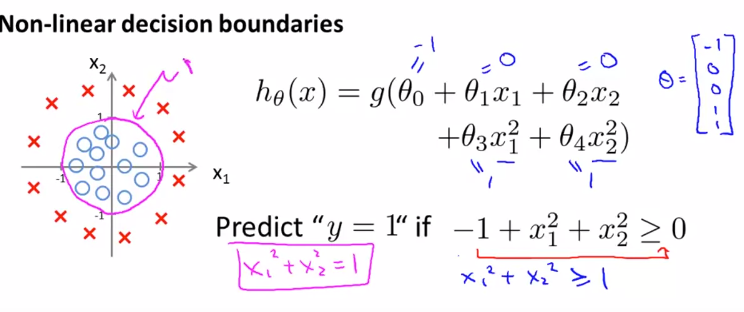 Non-linear decision boundaries
x₂
1
-1
1
x₁
-1
-1
=
=0
=0
h_θ(x) = g(θ₀ + θ₁x₁ + θ₂x₂
+θ₃x₁² + θ₄x₂²)
= 1
= 1
θ = [-1 0 0 1 1]
Predict "y = 1" if -1 + x₁² + x₂² ≥ 0
x₁² + x₂² = 1
x₁² + x₂² ≥ 1